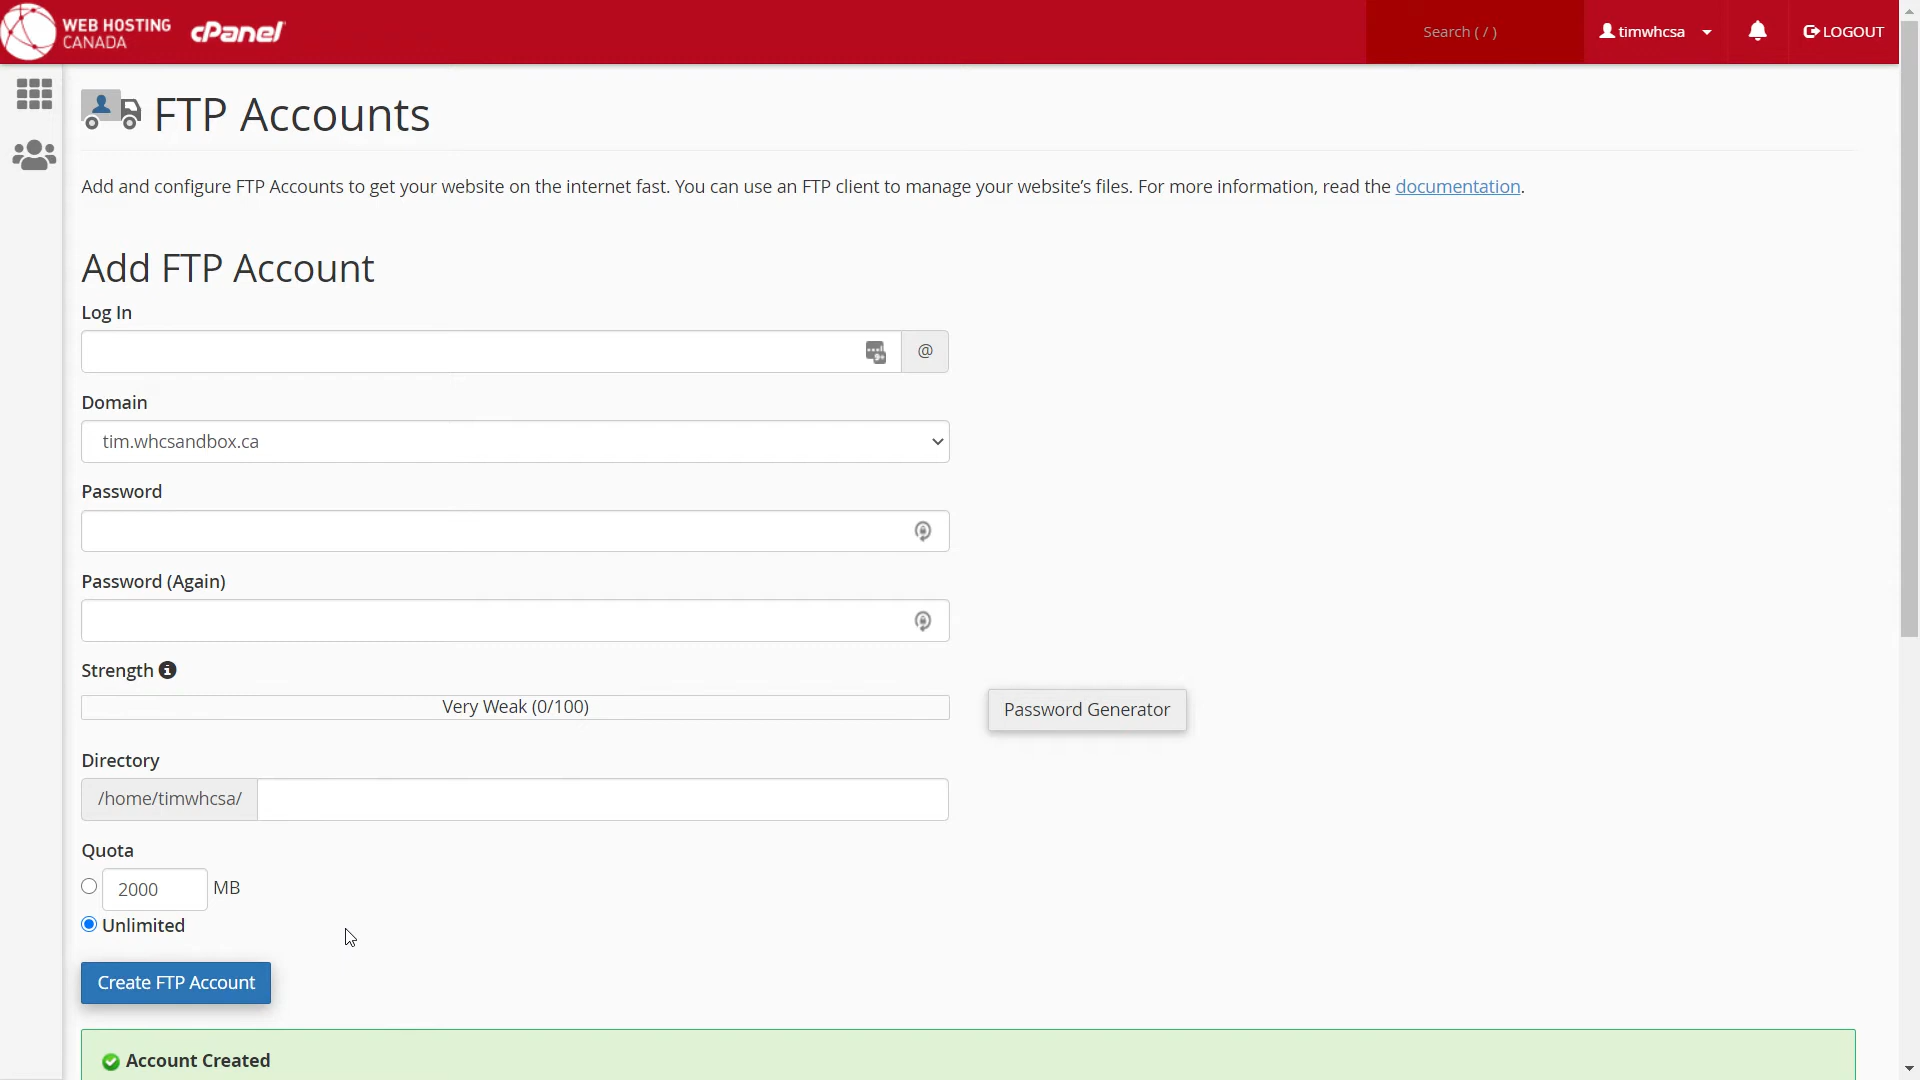 WEB HOSTING
CANADA
cPanel
Search ( / )
timwhcsa
LOGOUT
FTP Accounts
Add and configure FTP Accounts to get your website on the internet fast. You can use an FTP client to manage your website’s files. For more information, read the documentation.
Add FTP Account
Log In
@
Domain
tim.whcsandbox.ca
Password
Password (Again)
Strength
Very Weak (0/100)
Password Generator
Directory
/home/timwhcsa/
Quota
2000 MB
Unlimited
Create FTP Account
Account Created